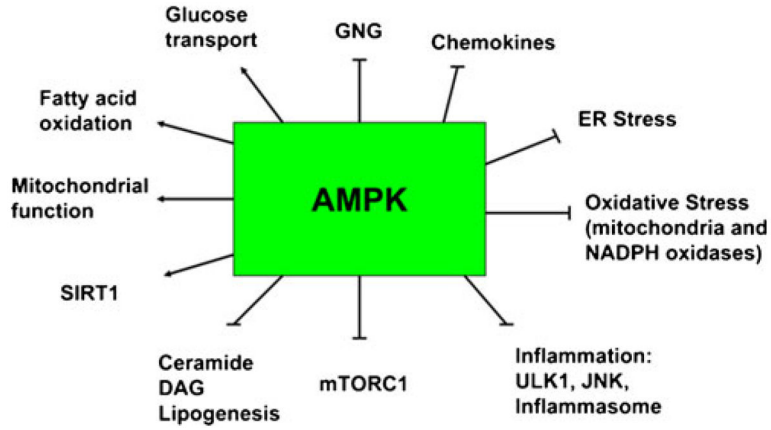 Glucose
transport
GNG
Chemokines
Fatty acid
oxidation
ER Stress
Mitochondrial
function
AMPK
Oxidative Stress
(mitochondria and
NADPH oxidases)
SIRT1
Ceramide
DAG
Lipogenesis
mTORC1
Inflammation:
ULK1, JNK,
Inflammasome